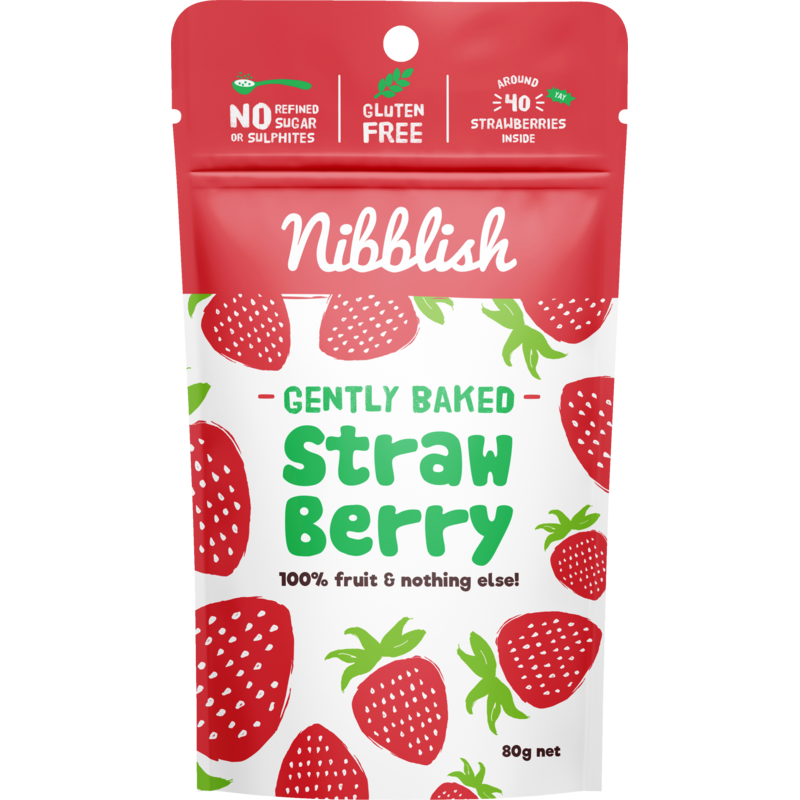 NO REFINED
SUGAR
OR SULPHITES
GLUTEN
FREE
AROUND
40
YAY
STRAWBERRIES
INSIDE
Nibblish
- GENTLY BAKED -
Straw
Berry
100% fruit & nothing else!
80g net